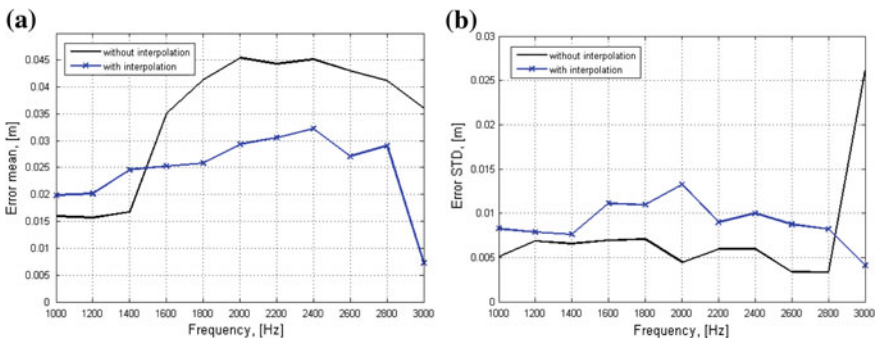 (a)
0.045
0.04
0.035
0.03
0.025
0.02
0.015
0.01
0.005
0
Error mean, [m]
without interpolation
with interpolation
1000 1200 1400 1600 1800 2000 2200 2400 2600 2800 3000
Frequency, [Hz]
(b)
0.03
0.025
0.02
0.015
0.01
0.005
0
Error STD, [m]
without interpolation
with interpolation
1000 1200 1400 1600 1800 2000 2200 2400 2600 2800 3000
Frequency, [Hz]